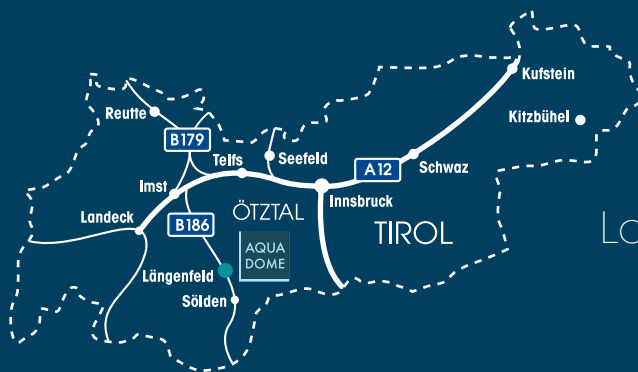 Kufstein
Reutte
Kitzbühel
B179
Telfs
Seefeld
Schwaz
A12
Imst
Innsbruck
Landeck
ÖTZTAL
B186
TIROL
AQUA
DOME
Längenfeld
Sölden